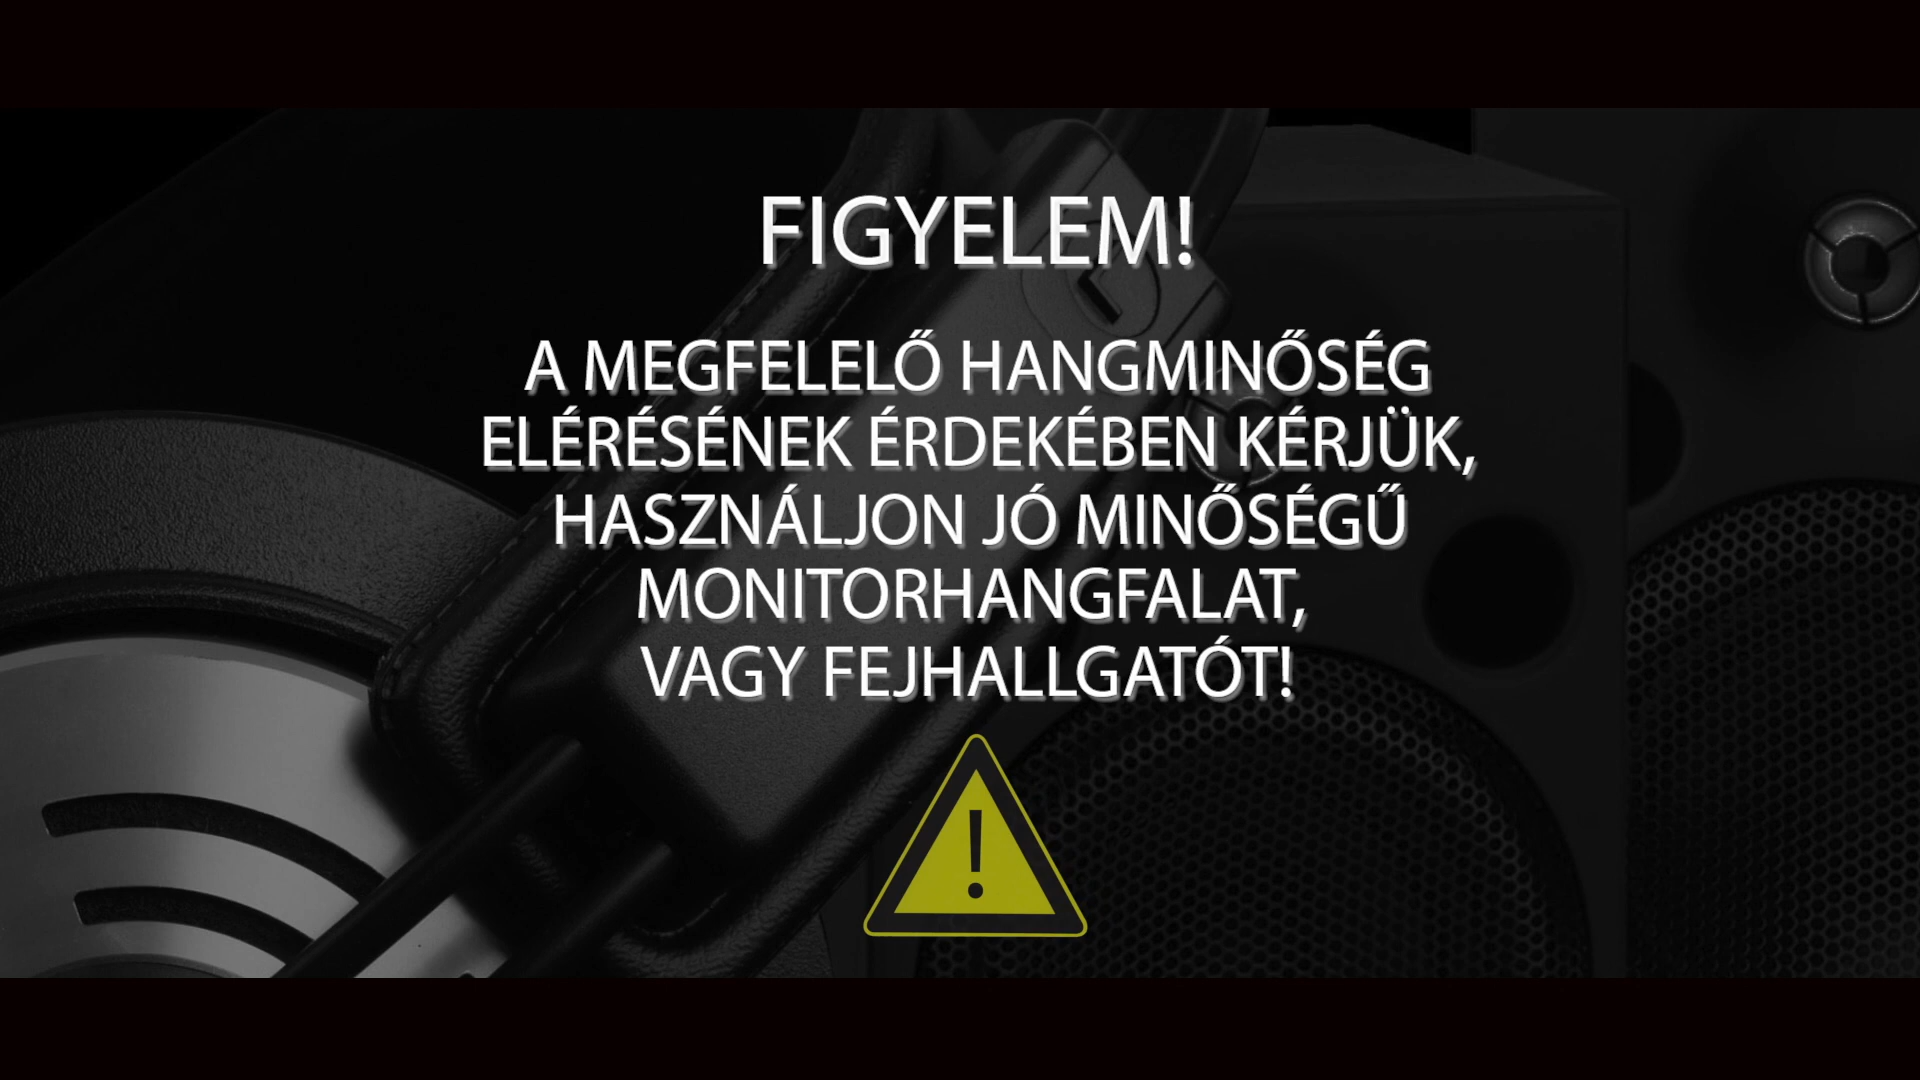 FIGYELEM!
A MEGFELELŐ HANGMINŐSÉG
ELÉRÉSÉNEK ÉRDEKÉBEN KÉRJÜK,
HASZNÁLJON JÓ MINŐSÉGŰ
MONITORHANGFALAT,
VAGY FEJHALLGATÓT!
!